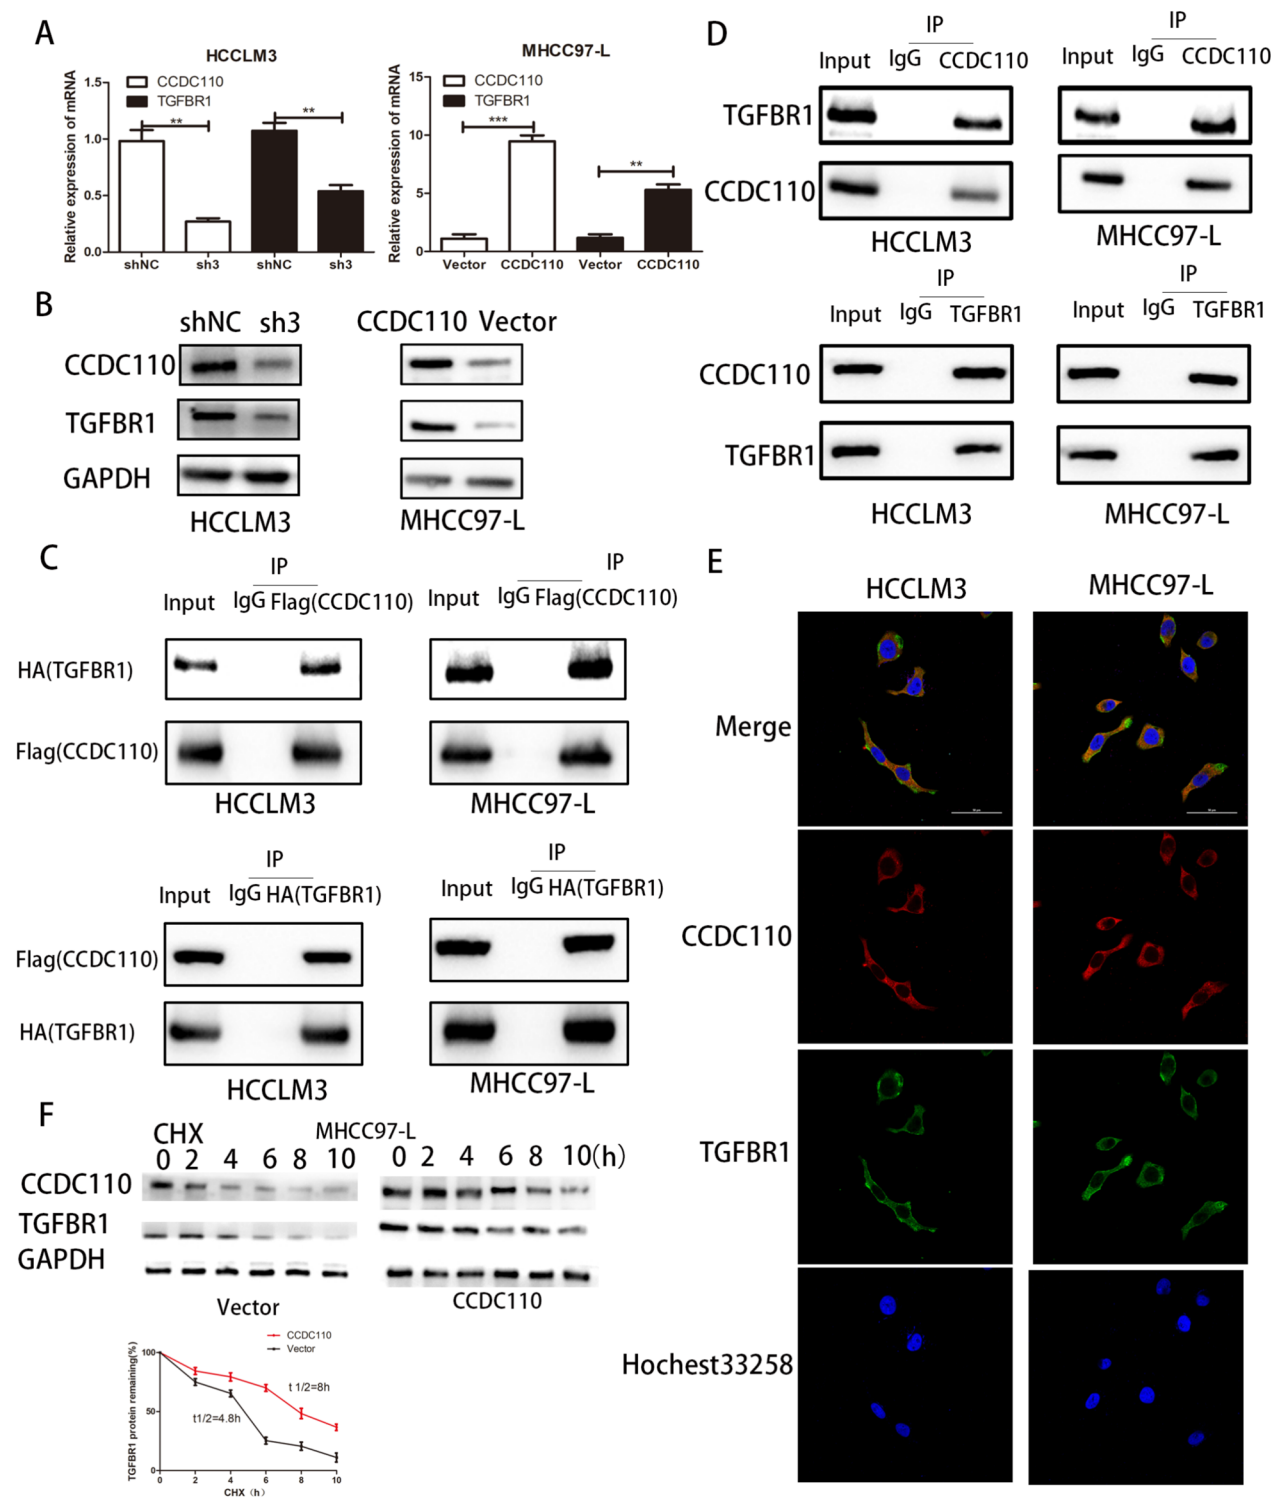 A
HCCLM3
Relative expression of mRNA
1.5
1.0
0.5
0.0
CCDC110
TGFBR1
**
**
shNC sh3 shNC sh3
MHCC97-L
Relative expression of mRNA
15
10
5
0
CCDC110
TGFBR1
***
**
Vector CCDC110 Vector CCDC110
B
shNC sh3
CCDC110 Vector
CCDC110
TGFBR1
GAPDH
HCCLM3
MHCC97-L
C
IP
Input IgG Flag(CCDC110)
IP
Input IgG Flag(CCDC110)
HA(TGFBR1)
Flag(CCDC110)
HCCLM3
MHCC97-L
IP
Input IgG HA(TGFBR1)
IP
Input IgG HA(TGFBR1)
Flag(CCDC110)
HA(TGFBR1)
HCCLM3
MHCC97-L
D
IP
Input IgG CCDC110
IP
Input IgG CCDC110
TGFBR1
CCDC110
HCCLM3
MHCC97-L
IP
Input IgG TGFBR1
IP
Input IgG TGFBR1
CCDC110
TGFBR1
HCCLM3
MHCC97-L
E
HCCLM3
MHCC97-L
Merge
CCDC110
TGFBR1
Hochest33258
F
CHX
MHCC97-L
0 2 4 6 8 10
0 2 4 6 8 10(h)
CCDC110
TGFBR1
GAPDH
Vector
CCDC110
CCDC110
Vector
TGFBR1 protein remaining(%)
100
50
0
t 1/2=8h
t1/2=4.8h
0 2 4 6 8 10
CHX (h)